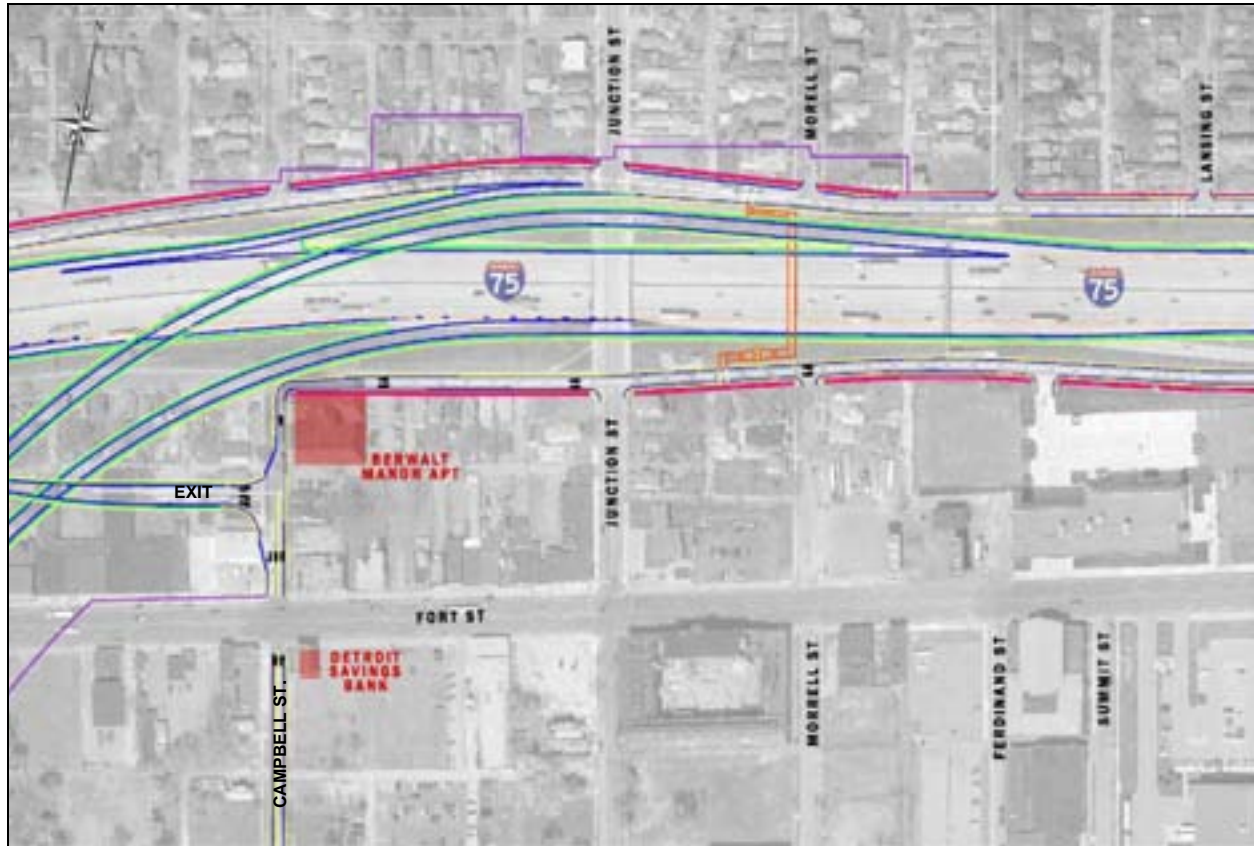 N
JUNCTION ST
MORELL ST
LANSING ST
75
75
BERWALT
MANOR APT
JUNCTION ST
EXIT
FORT ST
DETROIT
SAVINGS
BANK
CAMPBELL ST.
MORRELL ST
FERDINAND ST
SUMMIT ST